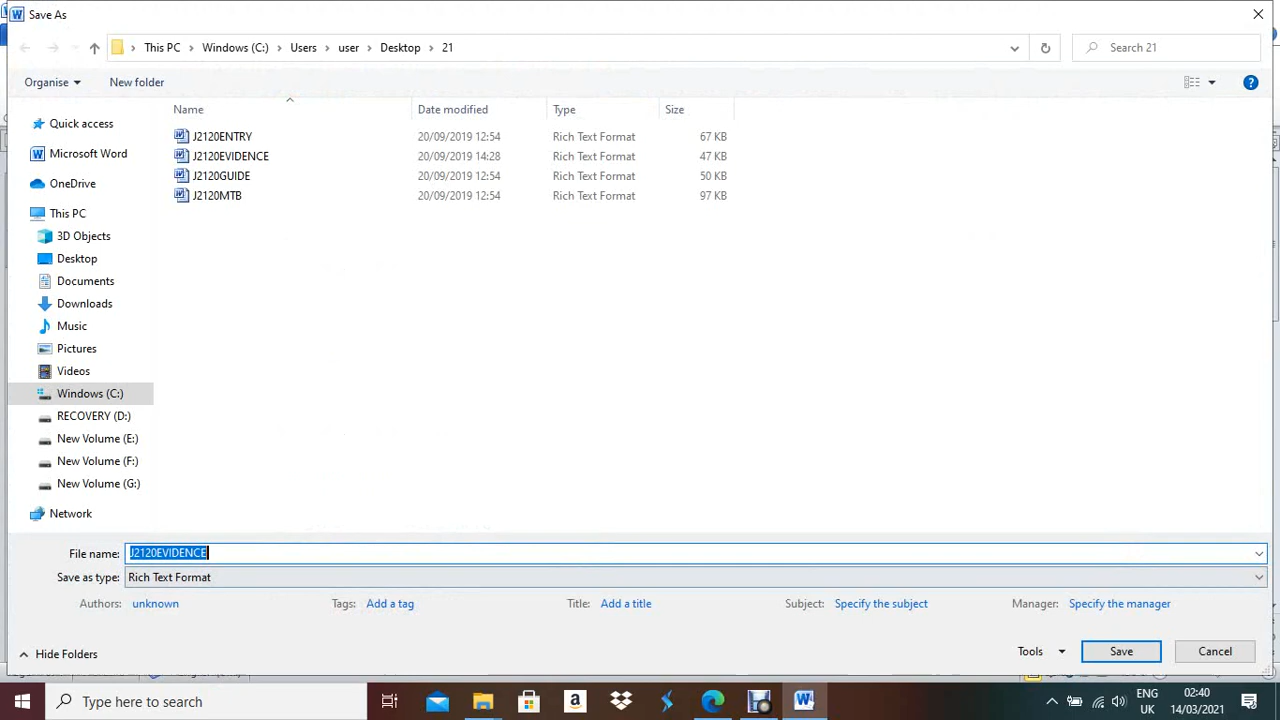 Save As
This PC > Windows (C:) > Users > user > Desktop > 21
Search 21
Organise
New folder
Name Date modified Type Size
J2120ENTRY 20/09/2019 12:54 Rich Text Format 67 KB
J2120EVIDENCE 20/09/2019 14:28 Rich Text Format 47 KB
J2120GUIDE 20/09/2019 12:54 Rich Text Format 50 KB
J2120MTB 20/09/2019 12:54 Rich Text Format 97 KB
Quick access
Microsoft Word
OneDrive
This PC
3D Objects
Desktop
Documents
Downloads
Music
Pictures
Videos
Windows (C:)
RECOVERY (D:)
New Volume (E:)
New Volume (F:)
New Volume (G:)
Network
File name: J2120EVIDENCE
Save as type: Rich Text Format
Authors: unknown Tags: Add a tag Title: Add a title Subject: Specify the subject Manager: Specify the manager
Hide Folders
Tools Save Cancel
Type here to search
ENG 02:40
UK 14/03/2021